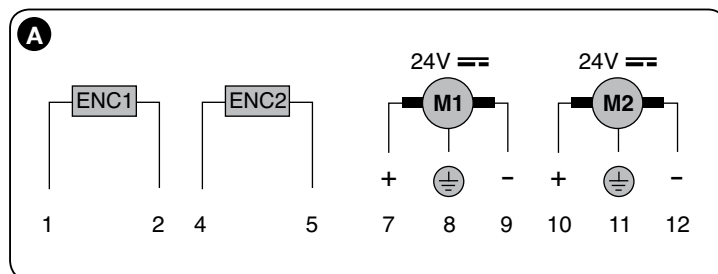 A
24V 24V
ENC1 ENC2 M1 M2
+ - + -
1 2 4 5 7 8 9 10 11 12